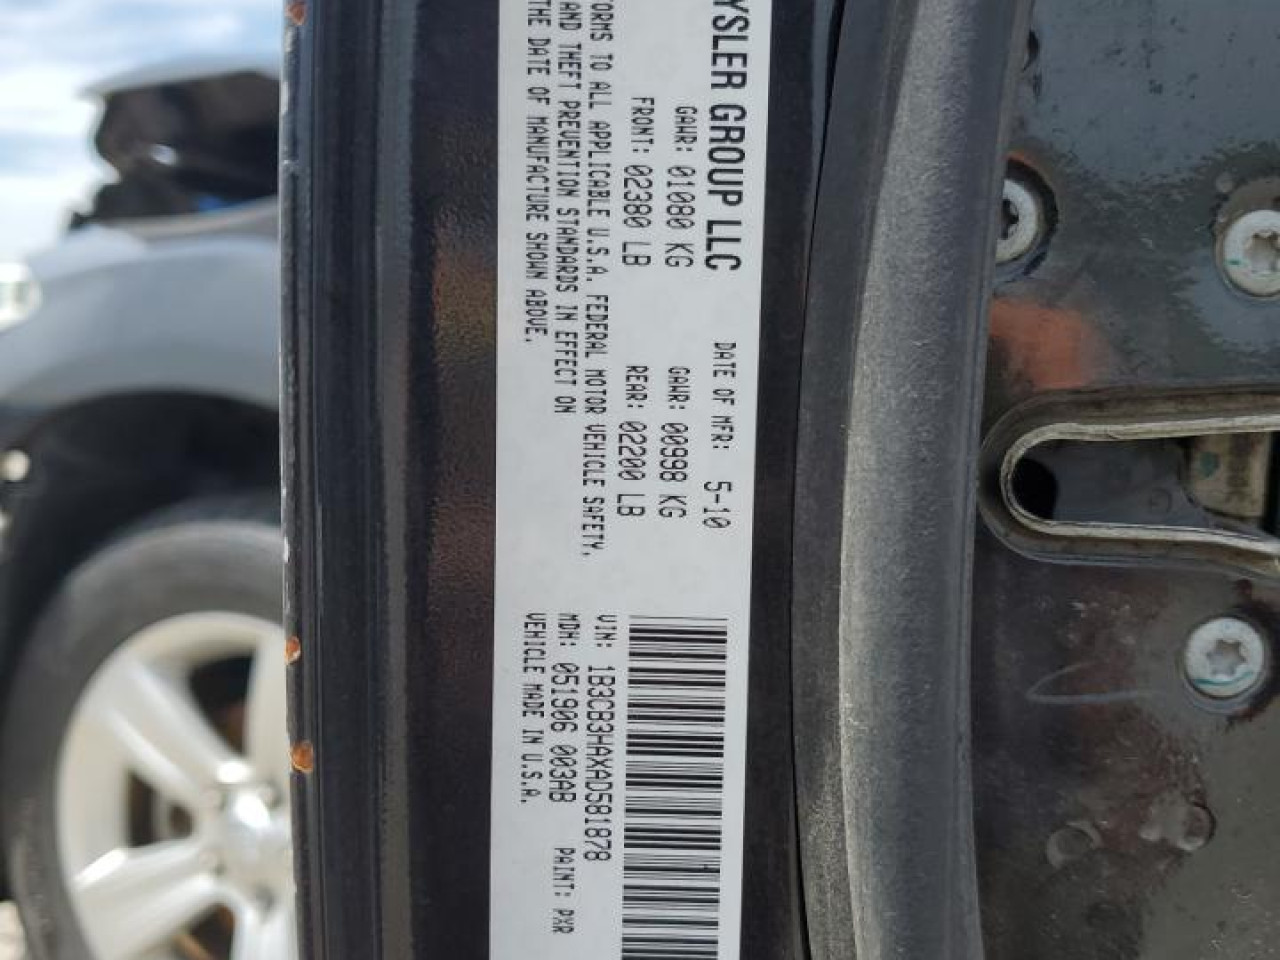 YSLER GROUP LLC
DATE OF MFR: 5-10
GAWR: 01080 KG
GAWR: 00998 KG
FRONT: 02380 LB
REAR: 02200 LB
FORMS TO ALL APPLICABLE U.S.A. FEDERAL MOTOR VEHICLE SAFETY,
AND THEFT PREVENTION STANDARDS IN EFFECT ON
THE DATE OF MANUFACTURE SHOWN ABOVE.
VIN: 1B3CB3HAXAD581878
MDH: 051906 003AB PAINT: PXR
VEHICLE MADE IN U.S.A.